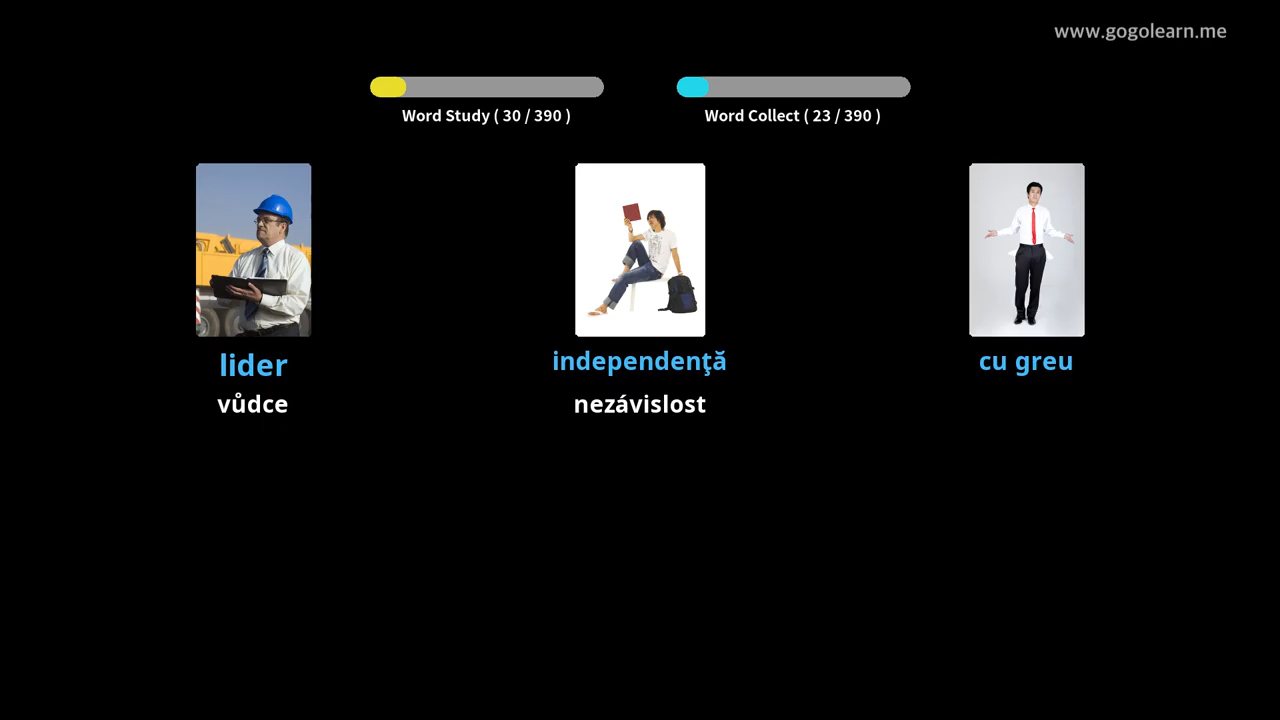 www.gogolearn.me
Word Study ( 30 / 390 )
Word Collect ( 23 / 390 )
lider
independenţă
cu greu
vůdce
nezávislost